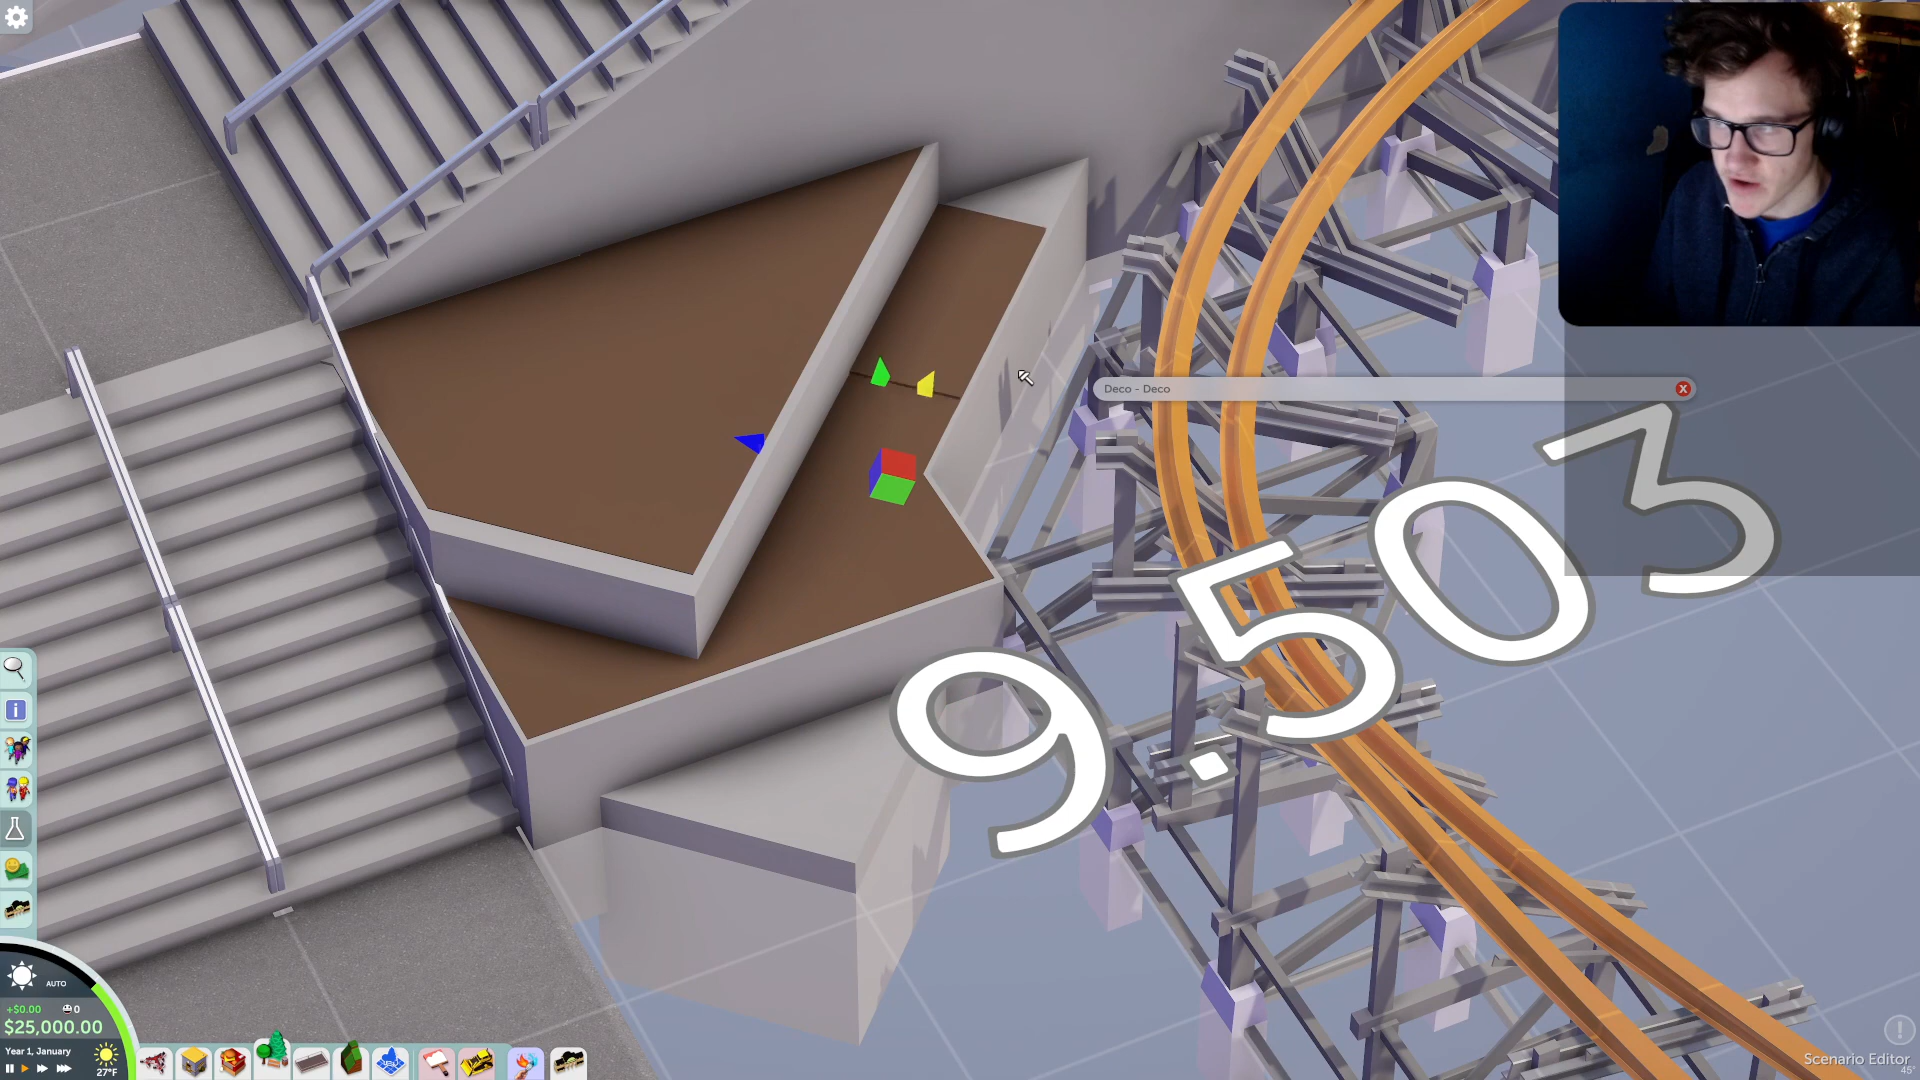 Deco - Deco
X
9.503
i
AUTO
+$0.00 0
$25,000.00
Year 1, January
27°F
Scenario Editor
45°